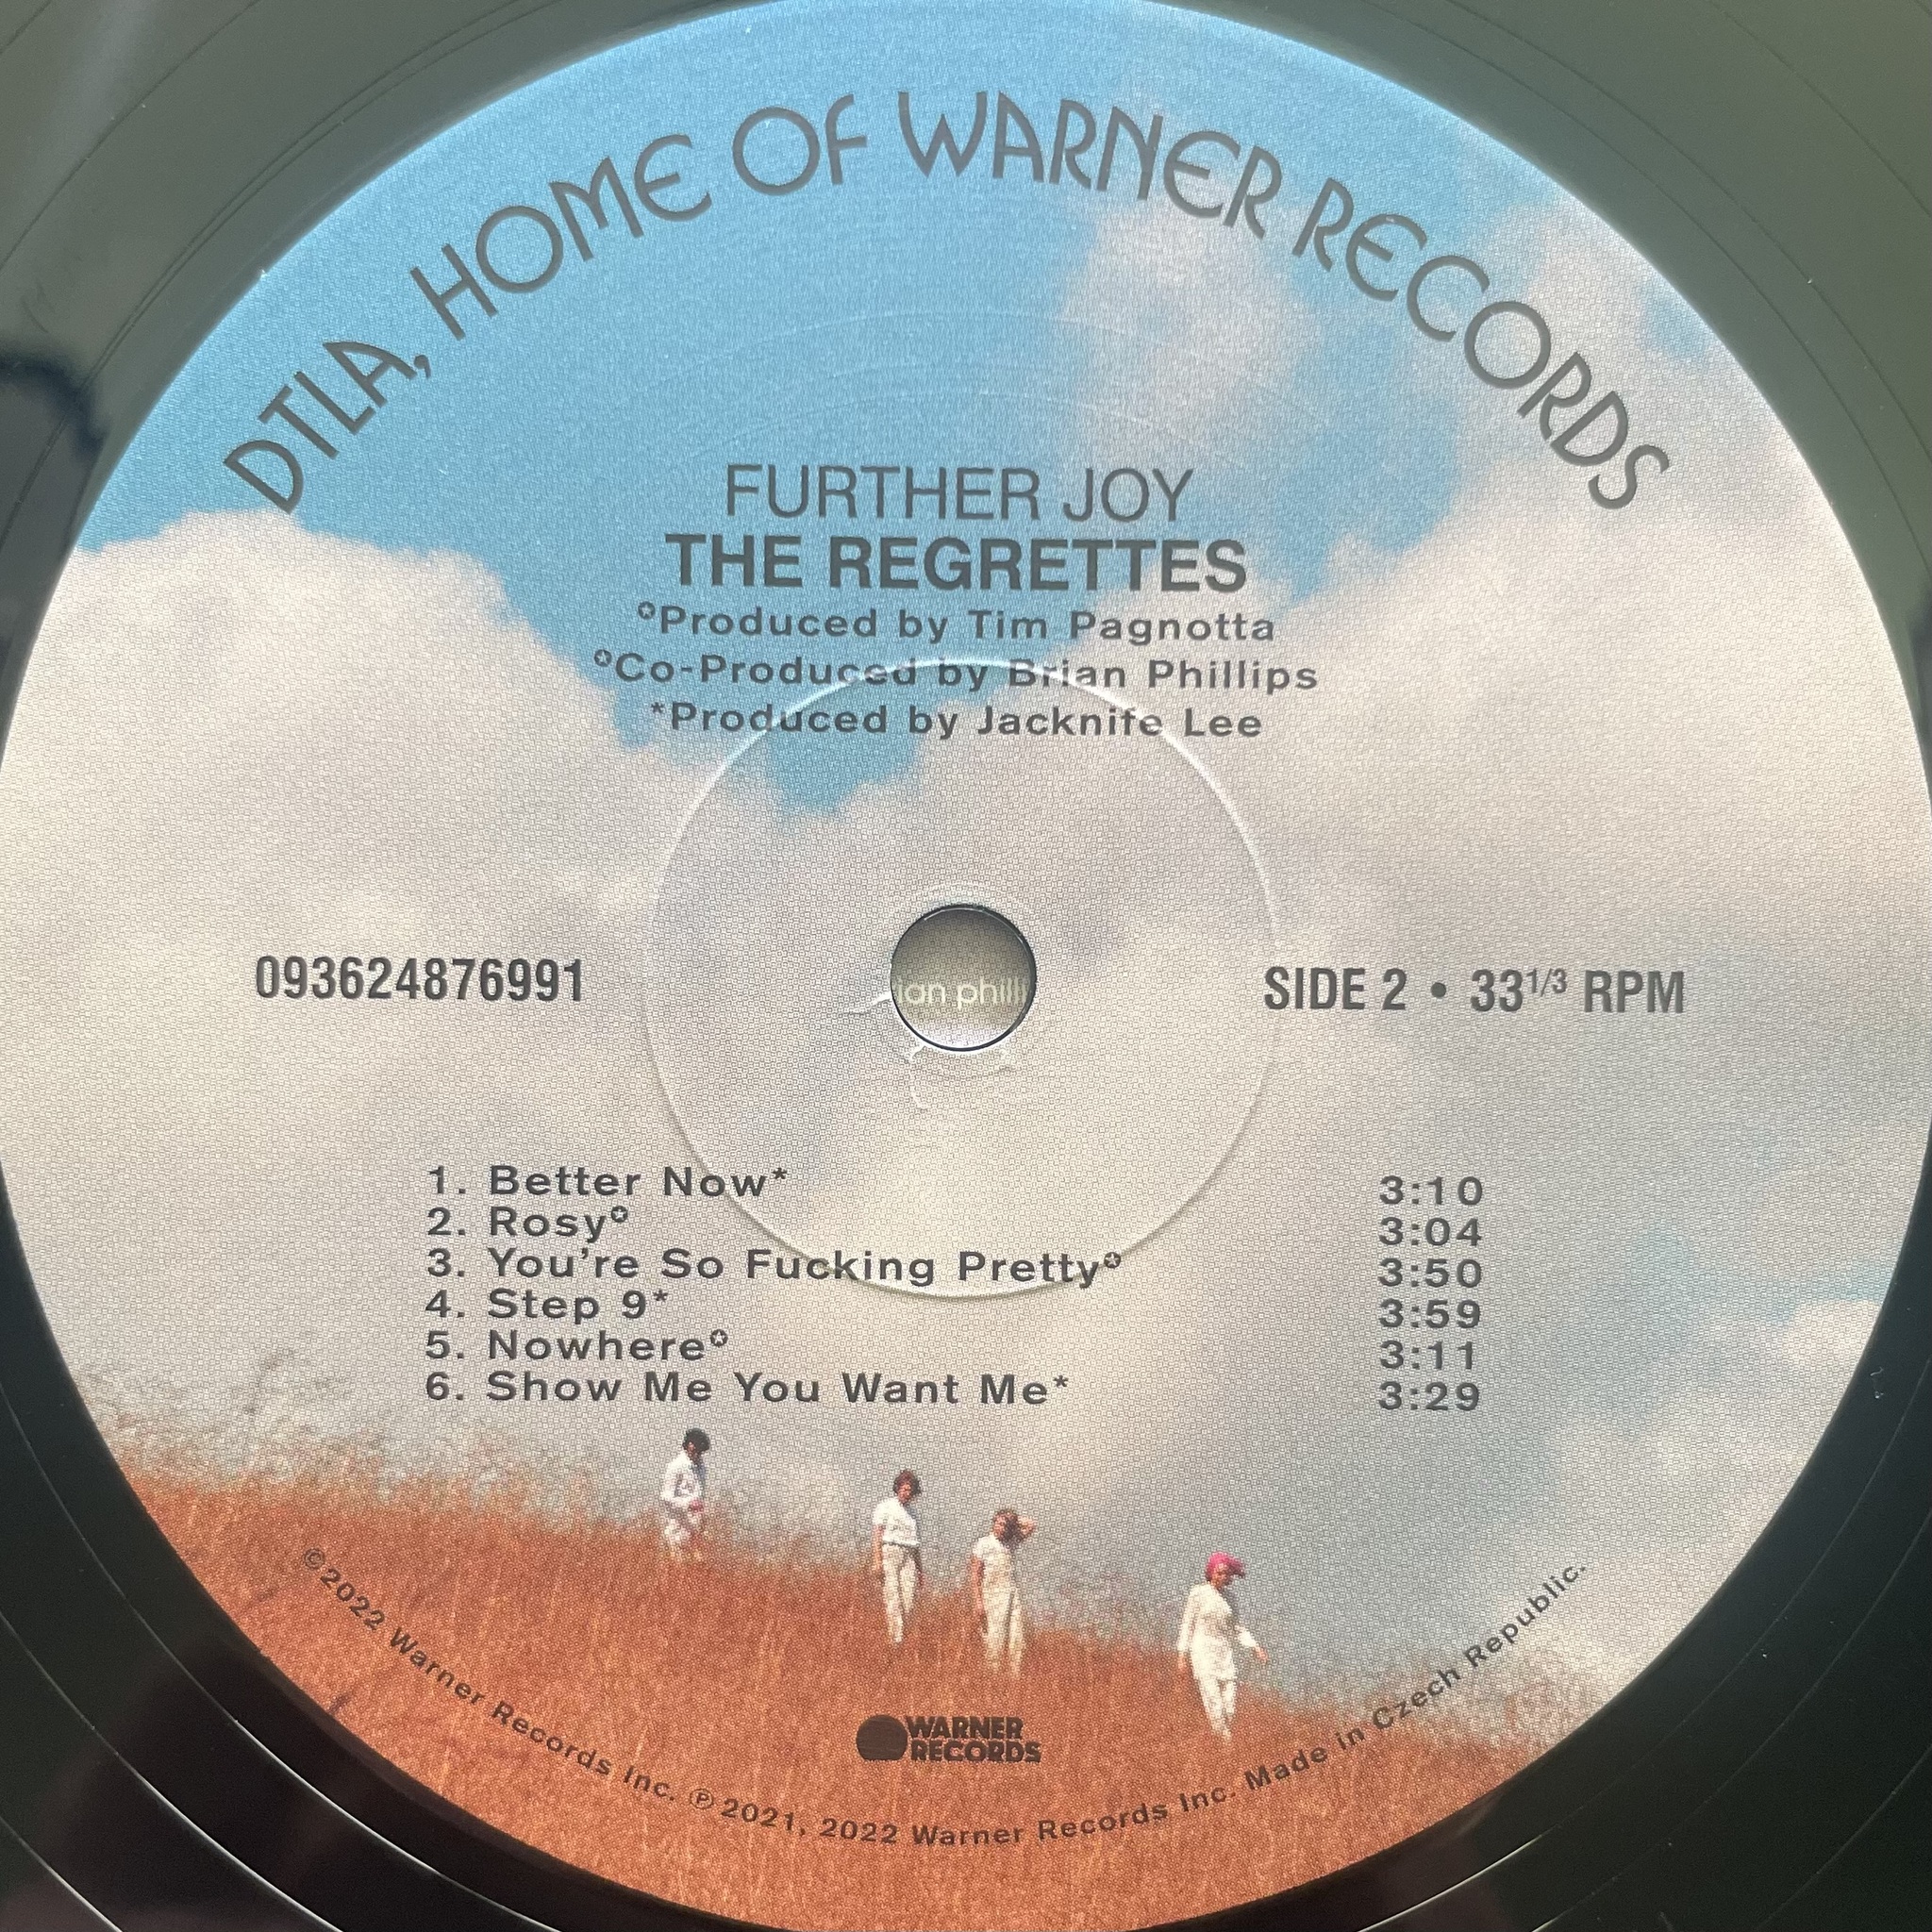 DTLA, HOME OF WARNER RECORDS
FURTHER JOY
THE REGRETTES
✪Produced by Tim Pagnotta
✪Co-Produced by Brian Phillips
*Produced by Jacknife Lee
093624876991
SIDE 2 • 33 1/3 RPM
ian phill
1. Better Now* 3:10
2. Rosy✪ 3:04
3. You're So Fucking Pretty✪ 3:50
4. Step 9* 3:59
5. Nowhere✪ 3:11
6. Show Me You Want Me* 3:29
WARNER
RECORDS
©2022 Warner Records Inc. ℗ 2021, 2022 Warner Records Inc. Made in Czech Republic.